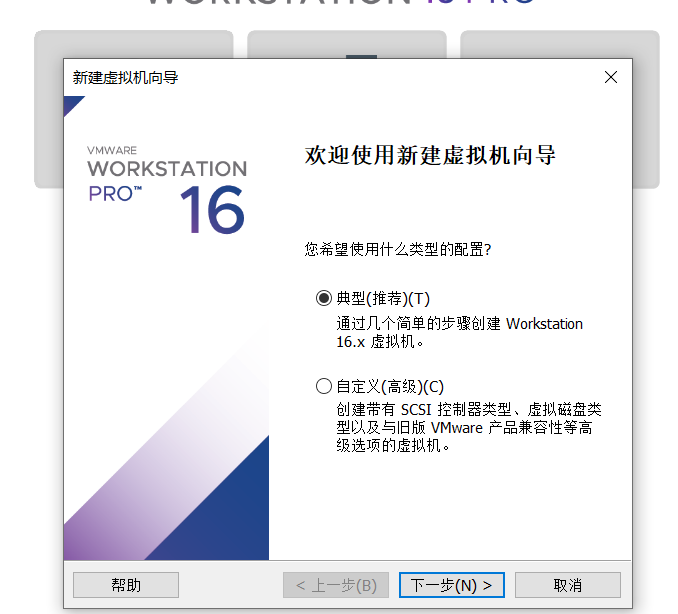 WORKSTATION 16 PRO™
新建虚拟机向导
VMWARE
WORKSTATION
PRO™ 16
欢迎使用新建虚拟机向导
您希望使用什么类型的配置?
典型(推荐)(T)
通过几个简单的步骤创建 Workstation
16.x 虚拟机。
自定义(高级)(C)
创建带有 SCSI 控制器类型、虚拟磁盘类
型以及与旧版 VMware 产品兼容性等高
级选项的虚拟机。
帮助
< 上一步(B)
下一步(N) >
取消